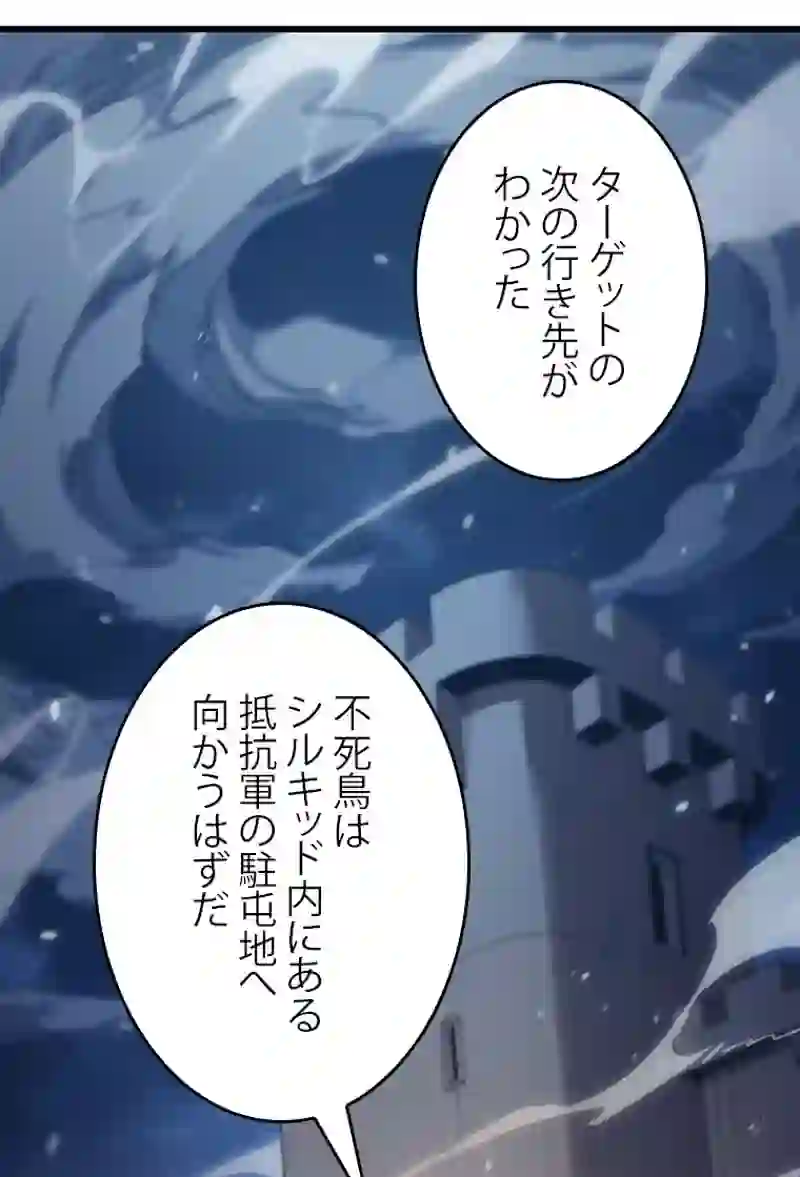 ターゲットの
次の行き先が
わかった
不死鳥は
シルキッド内にある
抵抗軍の駐屯地へ
向かうはずだ